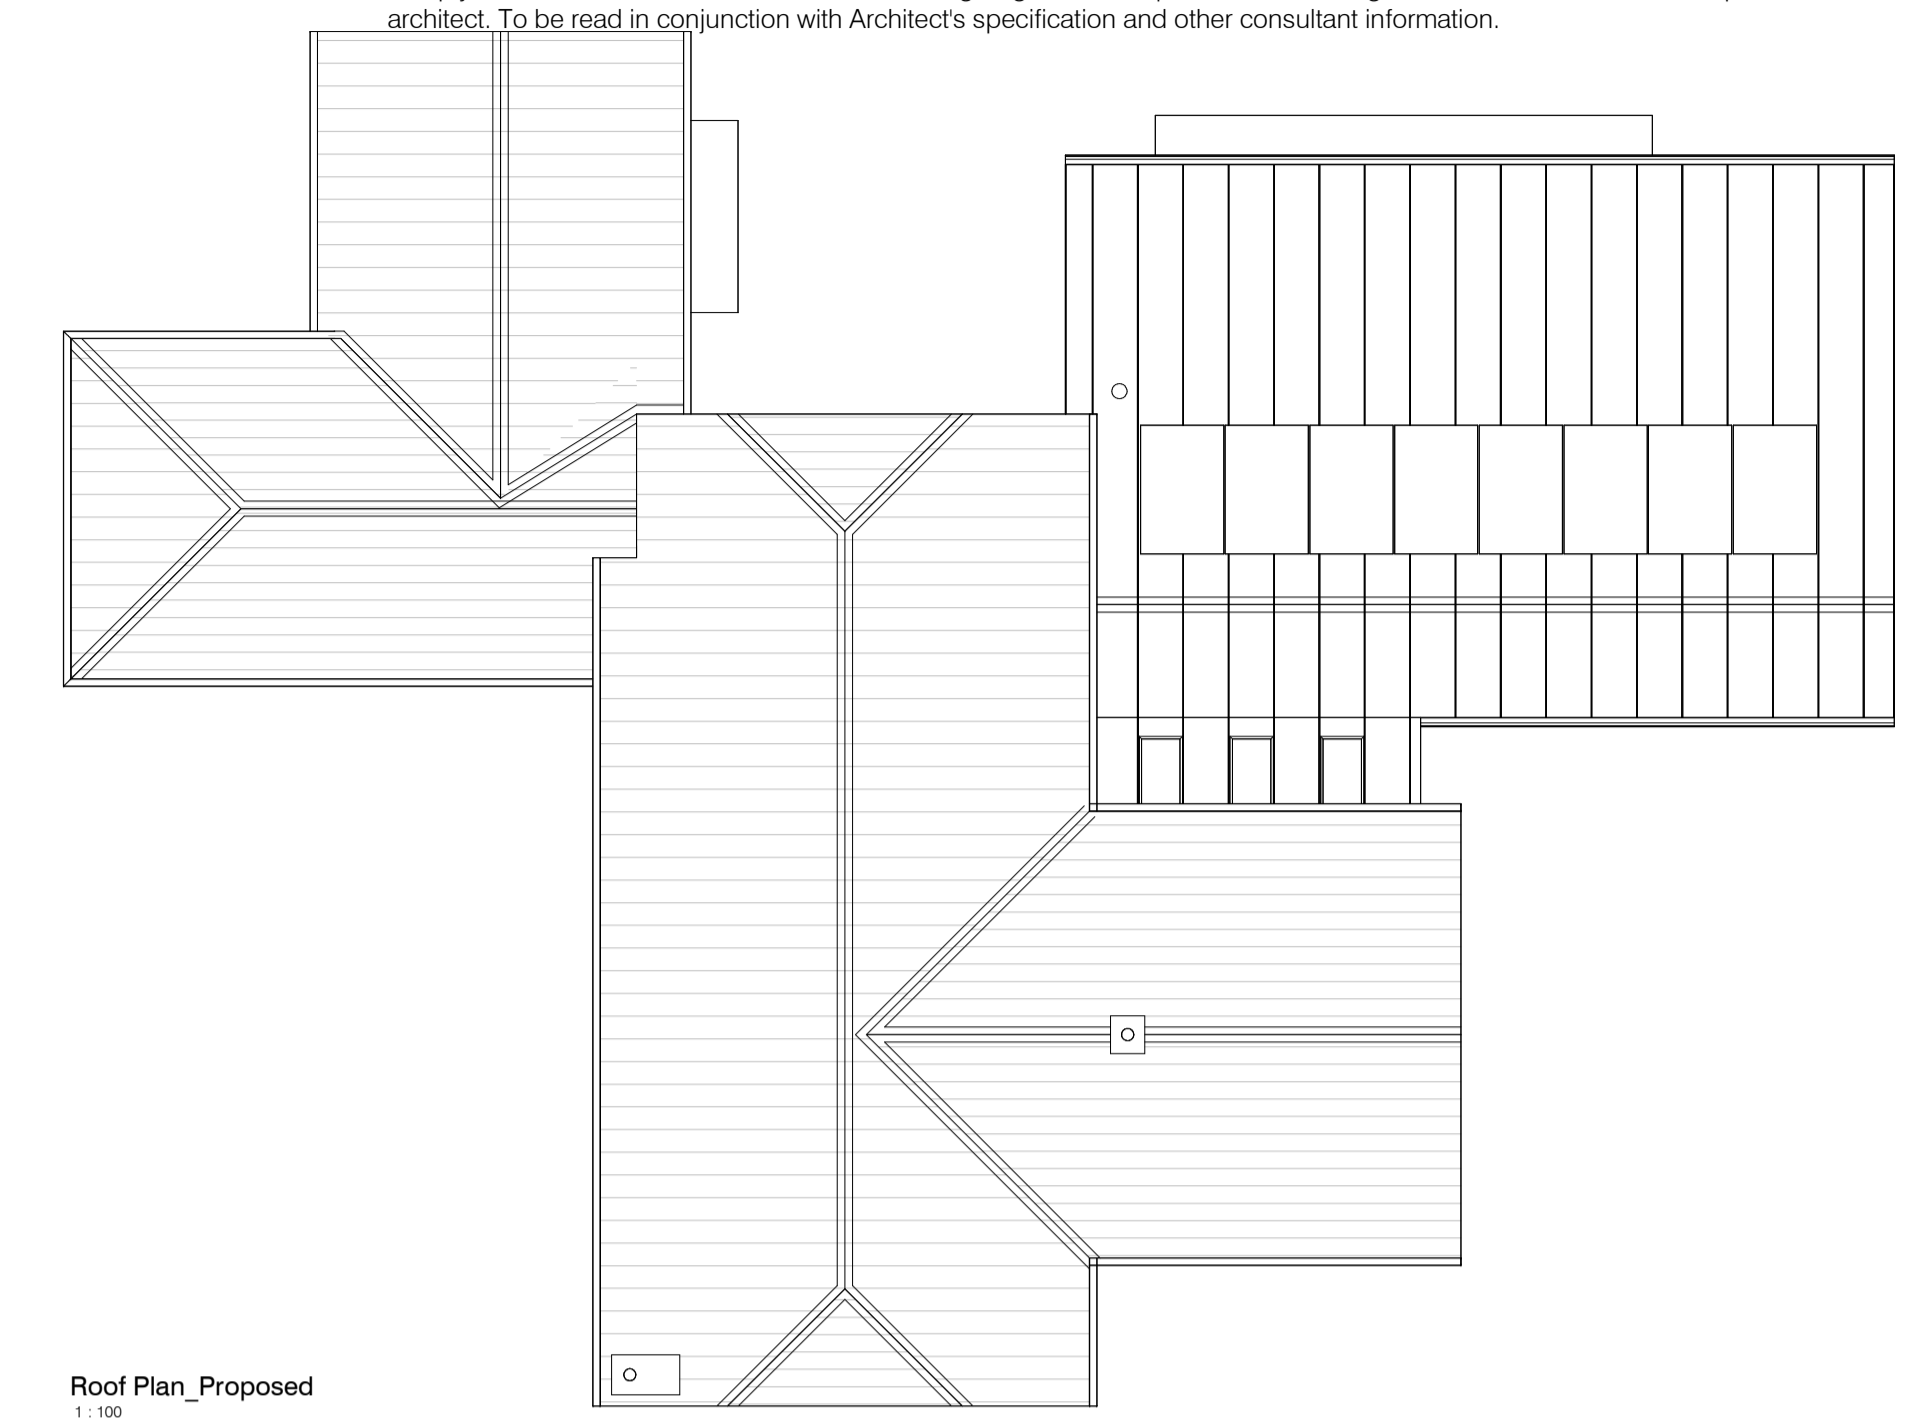 architect. To be read in conjunction with Architect's specification and other consultant information.
Roof Plan_Proposed
1 : 100